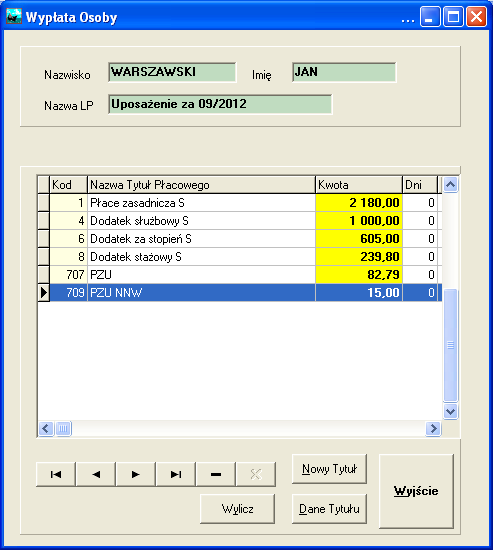 Wypłata Osoby ...
Nazwisko WARSZAWSKI Imię JAN
Nazwa LP Uposażenie za 09/2012
Kod Nazwa Tytuł Płacowego Kwota Dni
1 Płace zasadnicza S 2 180,00 0
4 Dodatek służbowy S 1 000,00 0
6 Dodatek za stopień S 605,00 0
8 Dodatek stażowy S 239,80 0
707 PZU 82,79 0
709 PZU NNW 15,00 0
Nowy Tytuł
Wyjście
Wylicz
Dane Tytułu